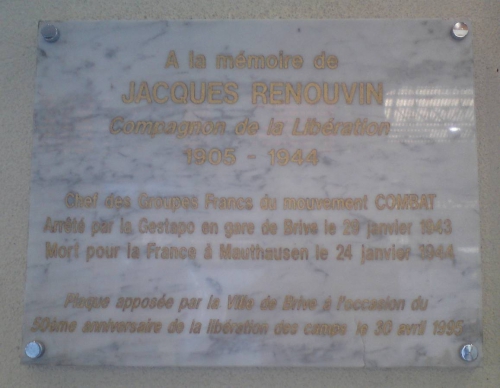 A la mémoire de
JACQUES RENOUVIN
Compagnon de la Libération
1905 - 1944
Chef des Groupes Francs du mouvement COMBAT
Arrêté par la Gestapo en gare de Brive le 29 janvier 1943
Mort pour la France à Mauthausen le 24 janvier 1944
Plaque apposée par la Ville de Brive à l'occasion du
50ème anniversaire de la libération des camps le 30 avril 1995